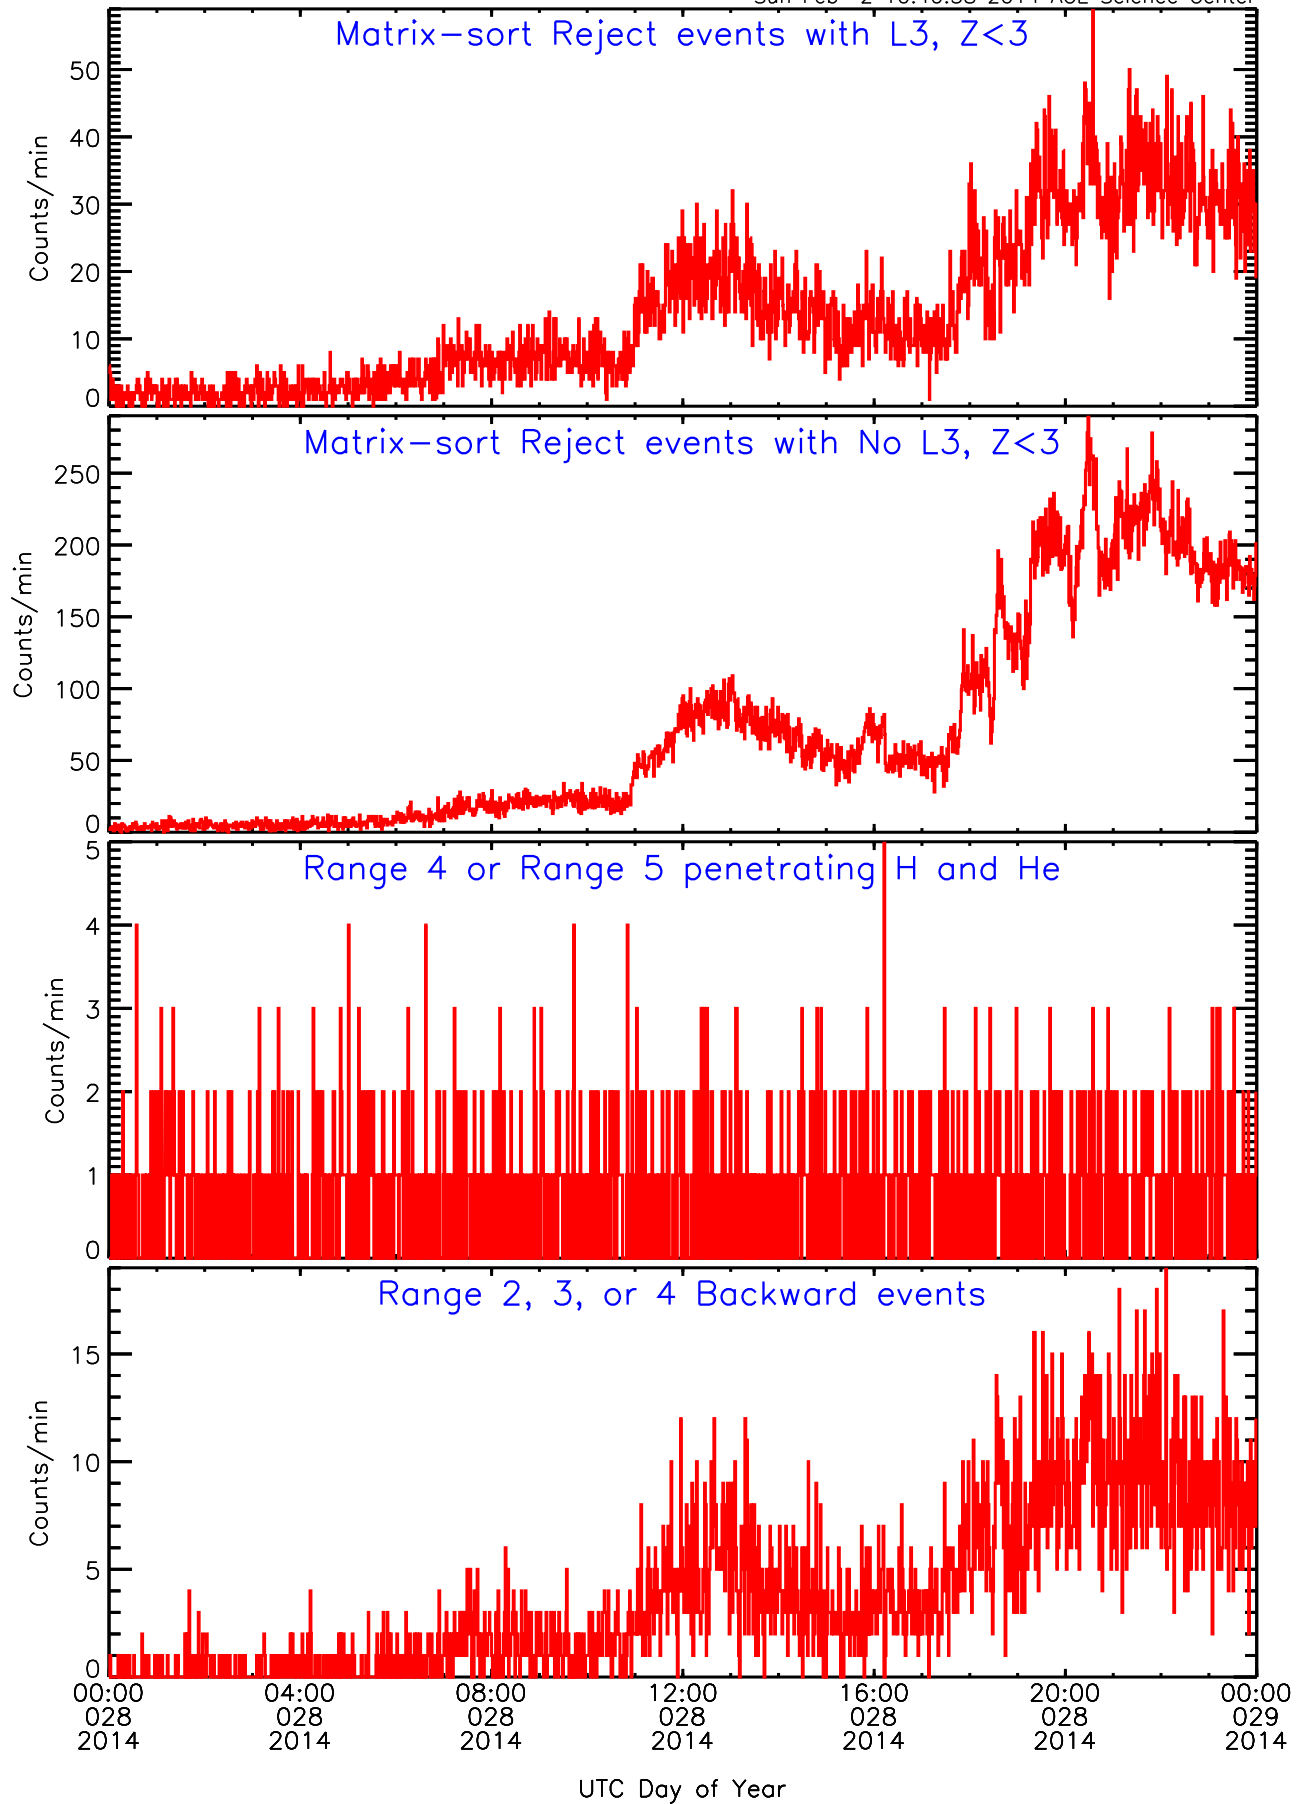 Matrix-sort Reject events with L3, Z<3
50
40
30
20
10
0
Counts/min
Matrix-sort Reject events with No L3, Z<3
250
200
150
100
50
0
Counts/min
Range 4 or Range 5 penetrating H and He
5
4
3
2
1
0
Counts/min
Range 2, 3, or 4 Backward events
15
10
5
0
Counts/min
00:00 04:00 08:00 12:00 16:00 20:00 00:00
028 028 028 028 028 028 029
2014 2014 2014 2014 2014 2014 2014
UTC Day of Year